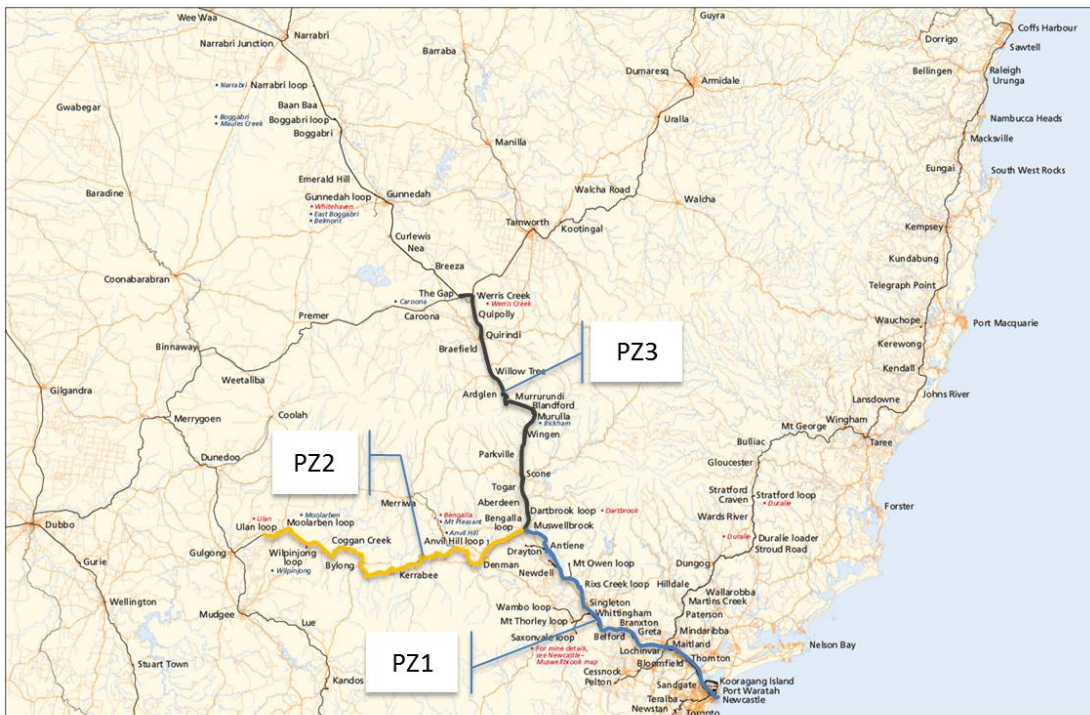 Wee Waa
Narrabri
Narrabri Junction
Narrabri
Narrabri loop
Baan Baa
Boggabri
Maules Creek
Boggabri loop
Boggabri
Gwabegar
Baradine
Emerald Hill
Gunnedah loop
Gunnedah
Whitehaven
East Boggabri
Belmont
Curlewis
Nea
Breeza
Coonabarabran
The Gap
Caroona
Caroona
Premer
Binnaway
Weetaliba
Gilgandra
Merrygoen
Coolah
Dunedoo
Dubbo
Barraba
Manilla
Tamworth
Kootingal
Walcha Road
Walcha
Uralla
Armidale
Dumaresq
Guyra
Dorrigo
Coffs Harbour
Sawtell
Bellingen
Raleigh
Urunga
Nambucca Heads
Macksville
Eungai
South West Rocks
Kempsey
Kundabung
Telegraph Point
Wauchope
Port Macquarie
Kerewong
Kendall
Johns River
Lansdowne
Wingham
Mt George
Taree
Bulliac
Gloucester
Stratford
Craven
Stratford loop
Duralie
Forster
Wards River
Duralie
Duralie loader
Stroud Road
Dungog
Hilldale
Wallarobba
Martins Creek
Paterson
Mindaribba
Werris Creek
Werris Creek
Quipolly
Quirindi
Braefield
Willow Tree
PZ3
Ardglen
Murrurundi
Blandford
Murulla
Bickham
Wingen
Parkville
Scone
Togar
Aberdeen
Dartbrook loop
Dartbrook
Bengalla
loop
Muswellbrook
PZ2
Merriwa
Bengalla
Mt Pleasant
Anvil Hill
Anvil Hill loop
Ulan
Ulan loop
Moolarben
Moolarben loop
Coggan Creek
Gulgong
Wilpinjong
loop
Wilpinjong
Bylong
Kerrabee
Denman
Drayton
Antiene
Newdell
Mt Owen loop
Rixs Creek loop
Singleton
Wambo loop
Whittingham
Mt Thorley loop
Branxton
Saxonvale loop
Belford
Greta
For mine details,
see Newcastle–
Muswellbrook map
Lochinvar
Maitland
PZ1
Bloomfield
Thornton
Cessnock
Pelton
Nelson Bay
Sandgate
Kooragang Island
Port Waratah
Newcastle
Teralba
Newstan
Toronto
Gurie
Wellington
Mudgee
Lue
Stuart Town
Kandos